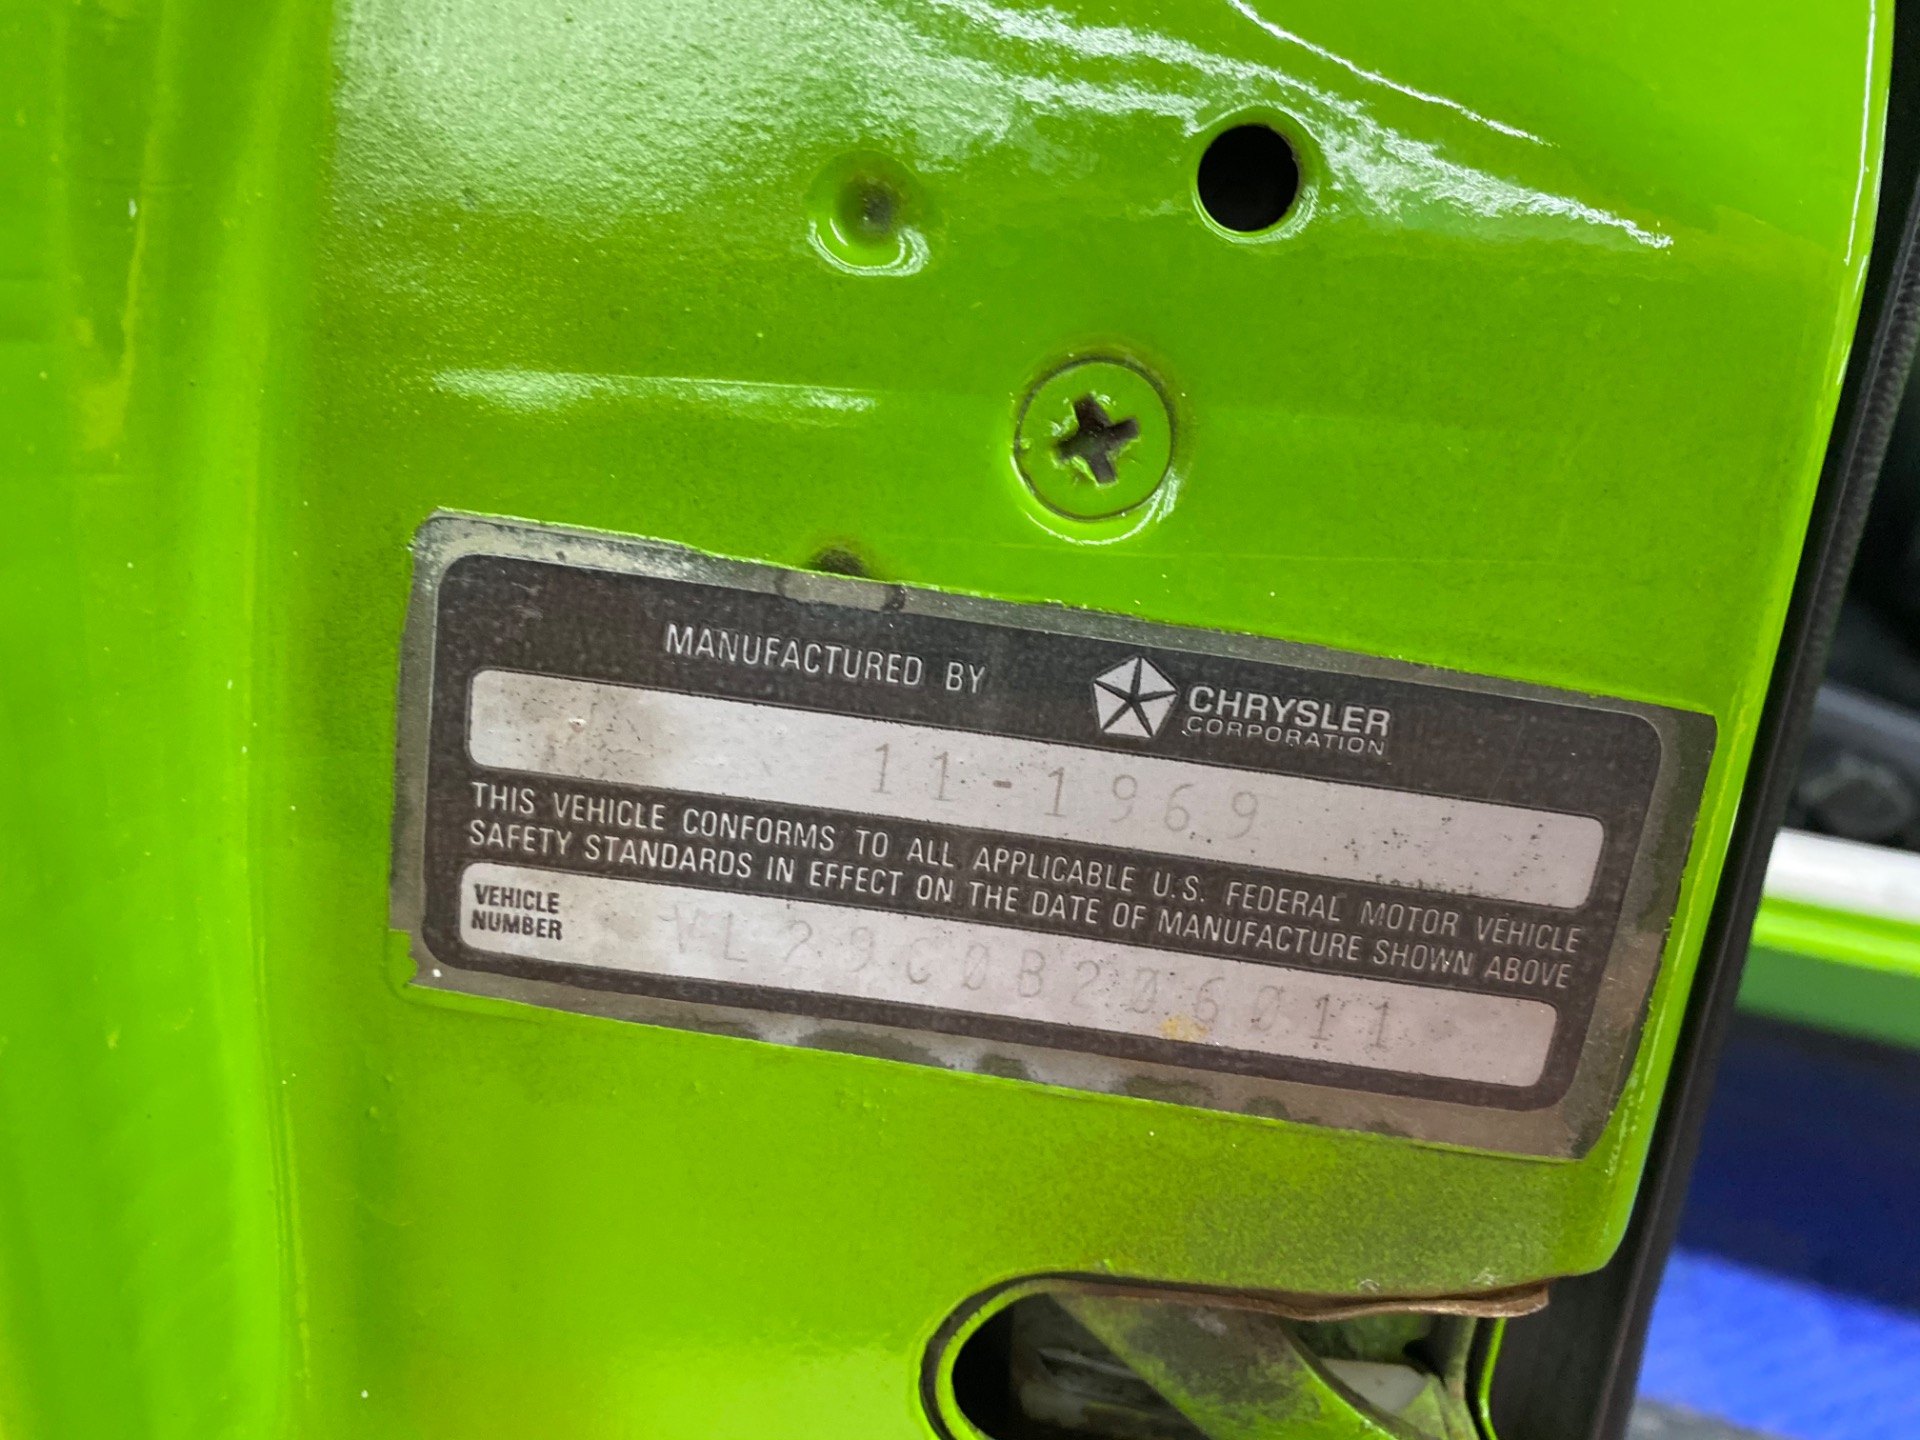 MANUFACTURED BY CHRYSLER
CORPORATION
11-1969
THIS VEHICLE CONFORMS TO ALL APPLICABLE U.S. FEDERAL MOTOR VEHICLE
SAFETY STANDARDS IN EFFECT ON THE DATE OF MANUFACTURE SHOWN ABOVE
VEHICLE
NUMBER
VL29C0B206011